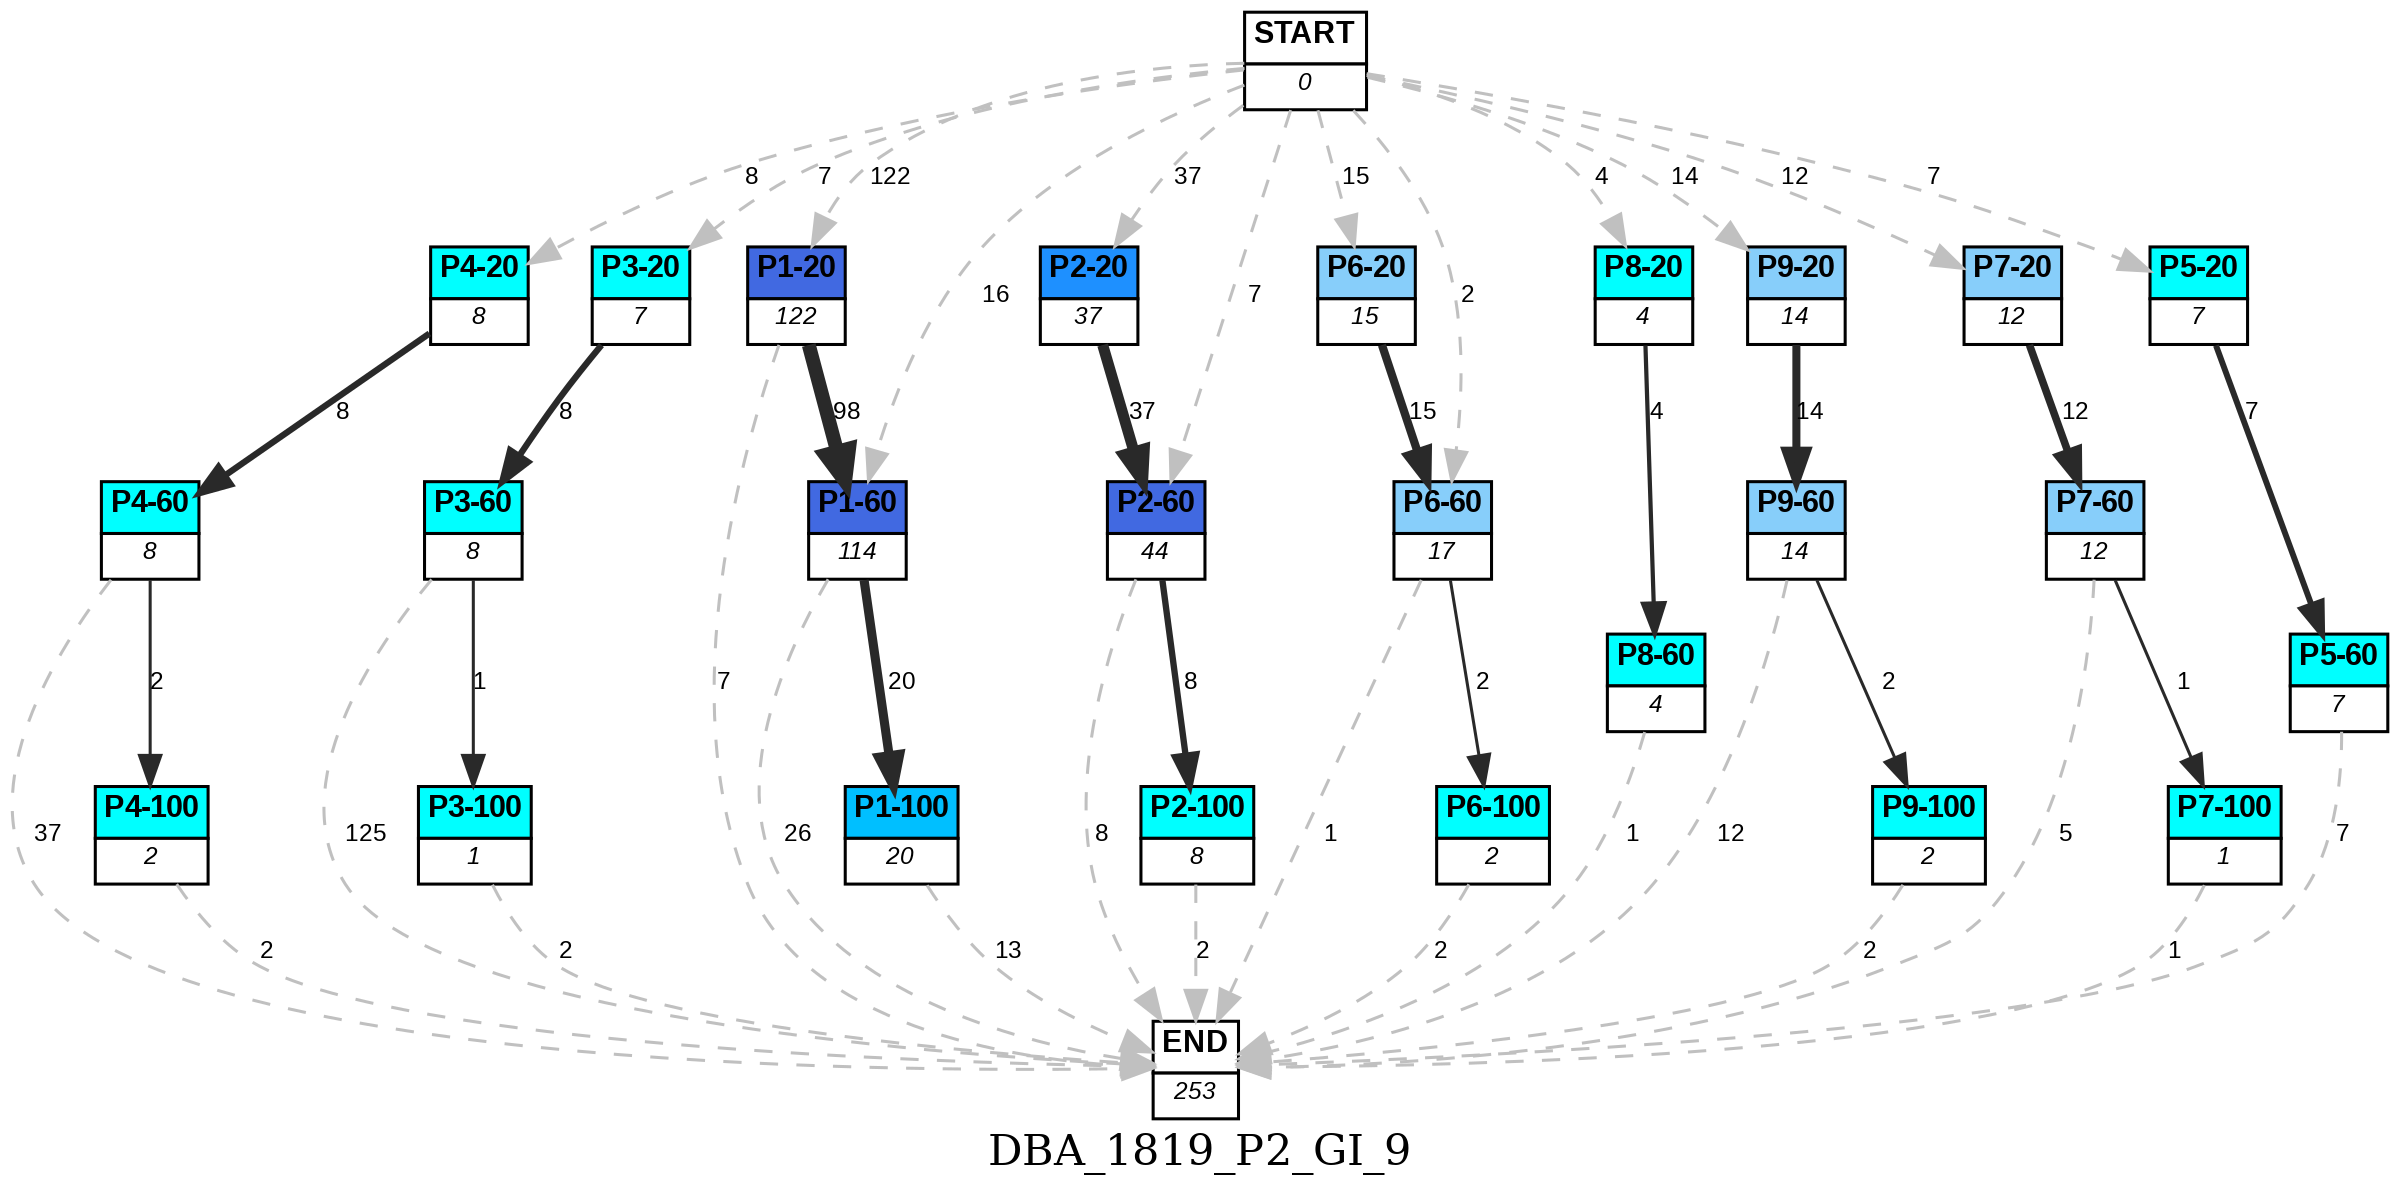 START
0
8
7
122
37
15
4
14
12
7
P4-20
8
P3-20
7
P1-20
122
P2-20
37
P6-20
15
P8-20
4
P9-20
14
P7-20
12
P5-20
7
16
7
2
8
8
98
37
15
4
14
12
7
P4-60
8
P3-60
8
P1-60
114
P2-60
44
P6-60
17
P9-60
14
P7-60
12
P8-60
4
P5-60
7
2
1
7
20
8
2
2
1
P4-100
2
P3-100
1
P1-100
20
P2-100
8
P6-100
2
P9-100
2
P7-100
1
37
125
26
8
1
1
12
5
7
2
2
13
2
2
2
1
END
253
DBA_1819_P2_GI_9